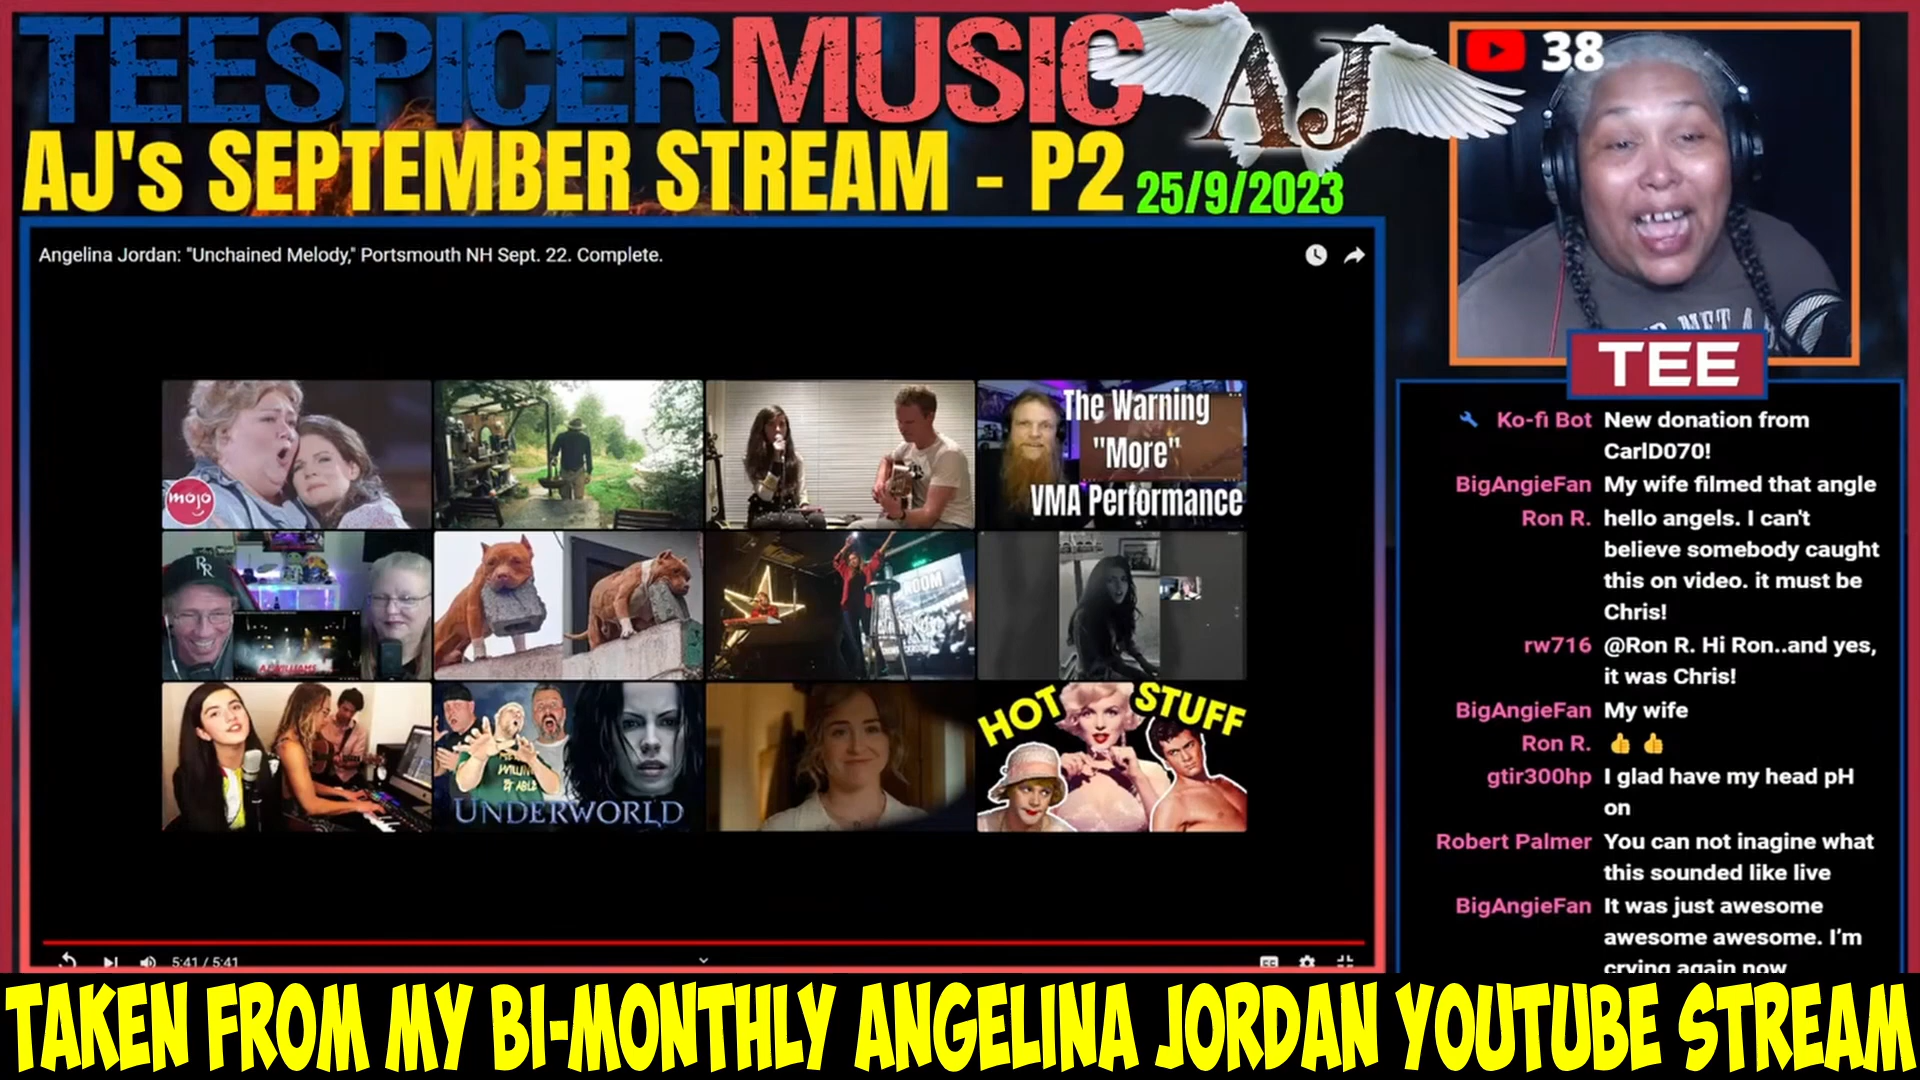 TEESPICERMUSIC
AJ
38
AJ's SEPTEMBER STREAM - P2
25/9/2023
Angelina Jordan: "Unchained Melody," Portsmouth NH Sept. 22. Complete.
TEE
mojo
The Warning
"More"
VMA Performance
RR
ROOM
UNDERWORLD
HOT STUFF
5:41 / 5:41
Ko-fi Bot New donation from
CarlD070!
BigAngieFan My wife filmed that angle
Ron R. hello angels. I can't
believe somebody caught
this on video. it must be
Chris!
rw716 @Ron R. Hi Ron..and yes,
it was Chris!
BigAngieFan My wife
Ron R. 👍 👍
gtir300hp I glad have my head pH
on
Robert Palmer You can not inagine what
this sounded like live
BigAngieFan It was just awesome
awesome awesome. I'm
crying again now
TAKEN FROM MY BI-MONTHLY ANGELINA JORDAN YOUTUBE STREAM